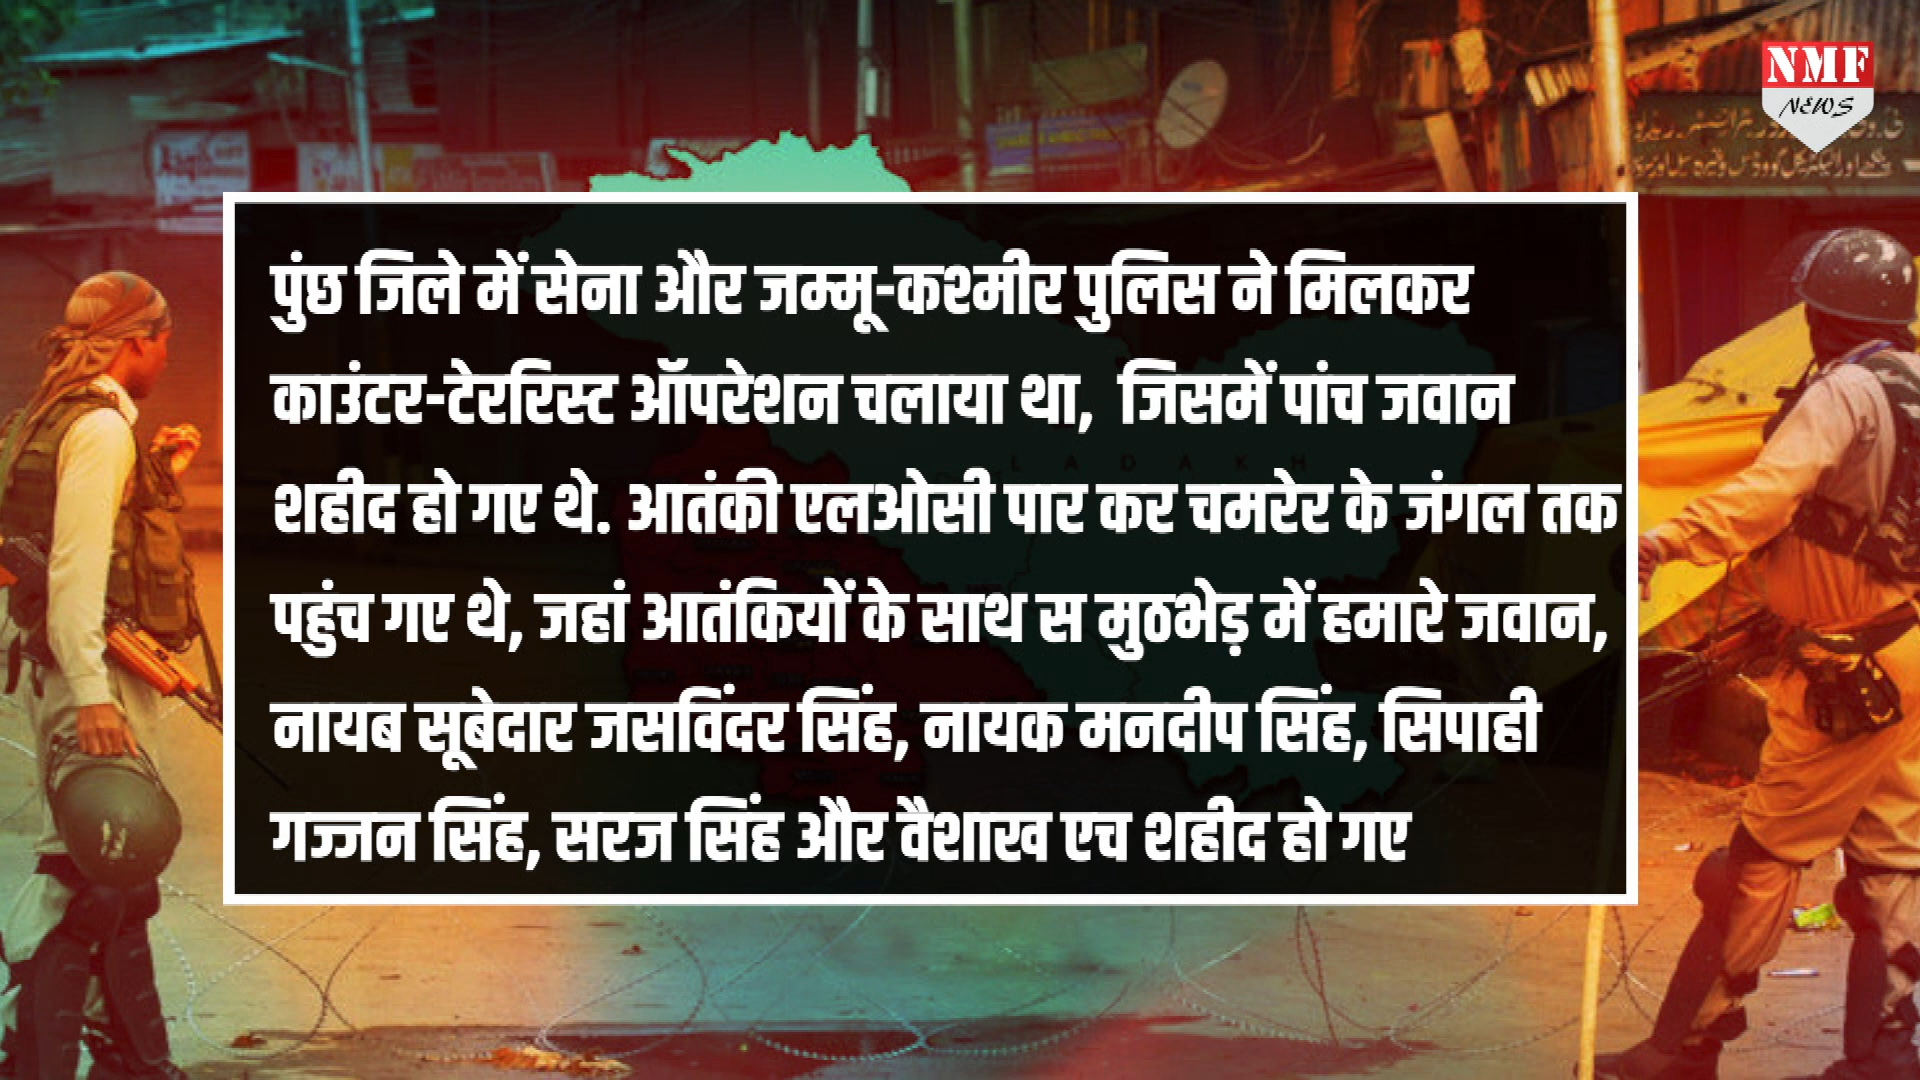 NMF
NEWS
पुंछ जिले में सेना और जम्मू-कश्मीर पुलिस ने मिलकर
काउंटर-टेररिस्ट ऑपरेशन चलाया था, जिसमें पांच जवान
शहीद हो गए थे. आतंकी एलओसी पार कर चमरेर के जंगल तक
पहुंच गए थे, जहां आतंकियों के साथ स मुठभेड़ में हमारे जवान,
नायब सूबेदार जसविंदर सिंह, नायक मनदीप सिंह, सिपाही
गज्जन सिंह, सरज सिंह और वैशाख एच शहीद हो गए
LADAKH